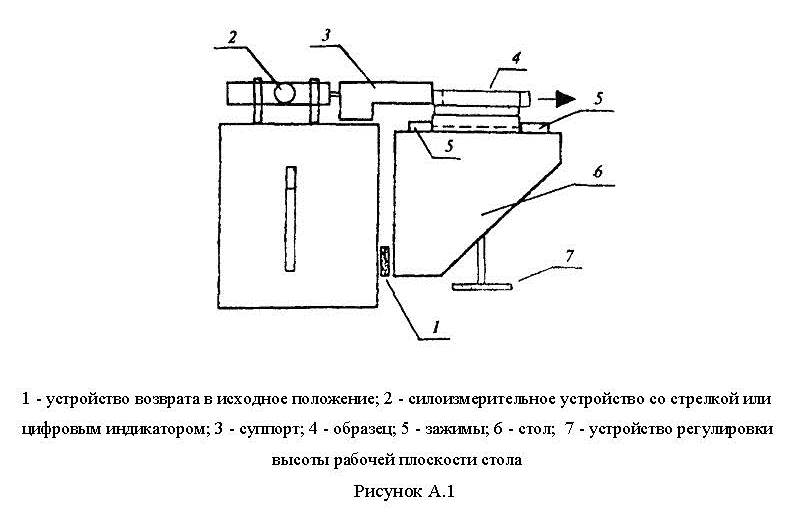 2
3
4
5
5
6
7
1
1 - устройство возврата в исходное положение; 2 - силоизмерительное устройство со стрелкой или
цифровым индикатором; 3 - суппорт; 4 - образец; 5 - зажимы; 6 - стол; 7 - устройство регулировки
высоты рабочей плоскости стола
Рисунок А.1